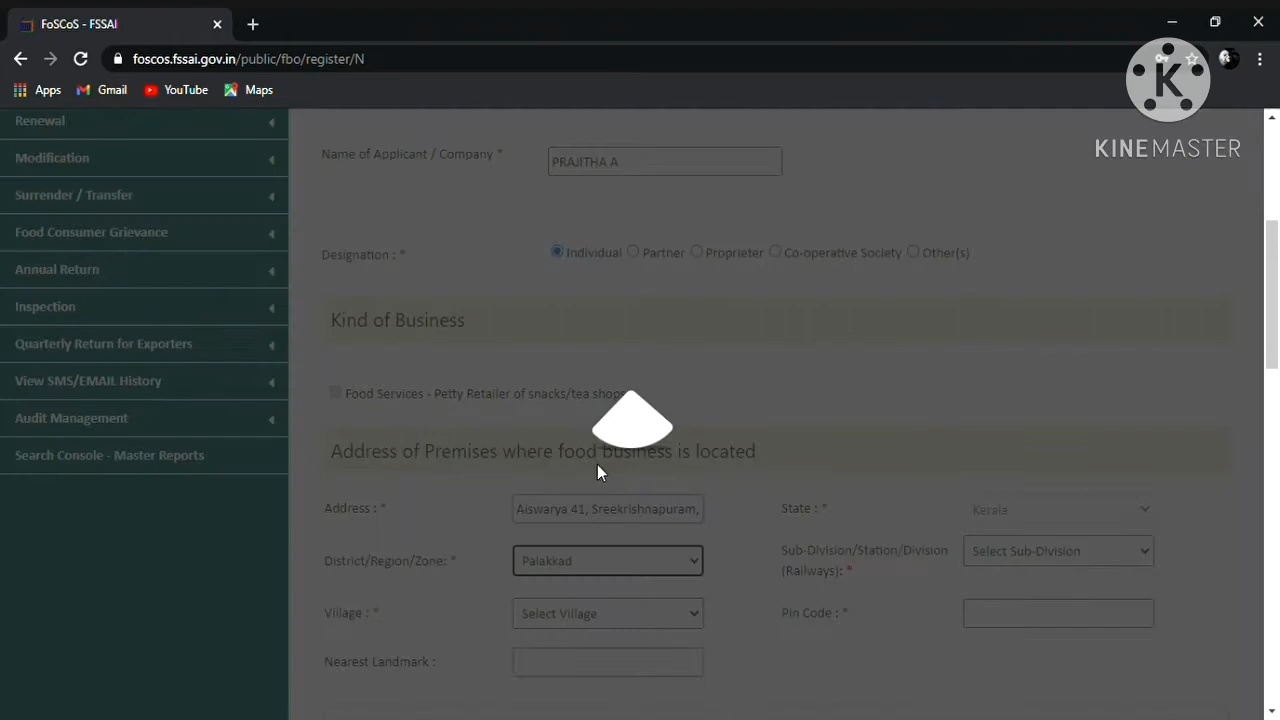 FoSCoS - FSSAI
foscos.fssai.gov.in/public/fbo/register/N
Apps Gmail YouTube Maps
K
KINEMASTER
Renewal
Modification
Surrender / Transfer
Food Consumer Grievance
Annual Return
Inspection
Quarterly Return for Exporters
View SMS/EMAIL History
Audit Management
Search Console - Master Reports
Name of Applicant / Company * PRAJITHA A
Designation : * Individual Partner Proprieter Co-operative Society Other(s)
Kind of Business
Food Services - Petty Retailer of snacks/tea shops
Address of Premises where food business is located
Address : * Aiswarya 41, Sreekrishnapuram, State : * Kerala
District/Region/Zone: * Palakkad Sub-Division/Station/Division (Railways): * Select Sub-Division
Village : * Select Village Pin Code : *
Nearest Landmark :